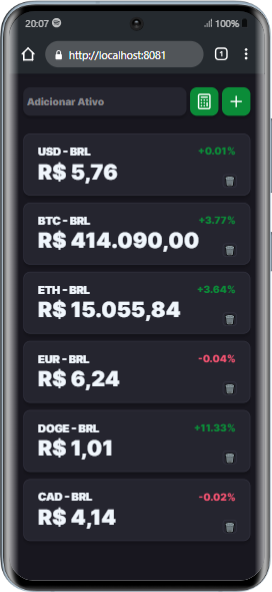 20:07 100%
http://localhost:8081 1
Adicionar Ativo
USD - BRL +0.01%
R$ 5,76
BTC - BRL +3.77%
R$ 414.090,00
ETH - BRL +3.64%
R$ 15.055,84
EUR - BRL -0.04%
R$ 6,24
DOGE - BRL +11.33%
R$ 1,01
CAD - BRL -0.02%
R$ 4,14